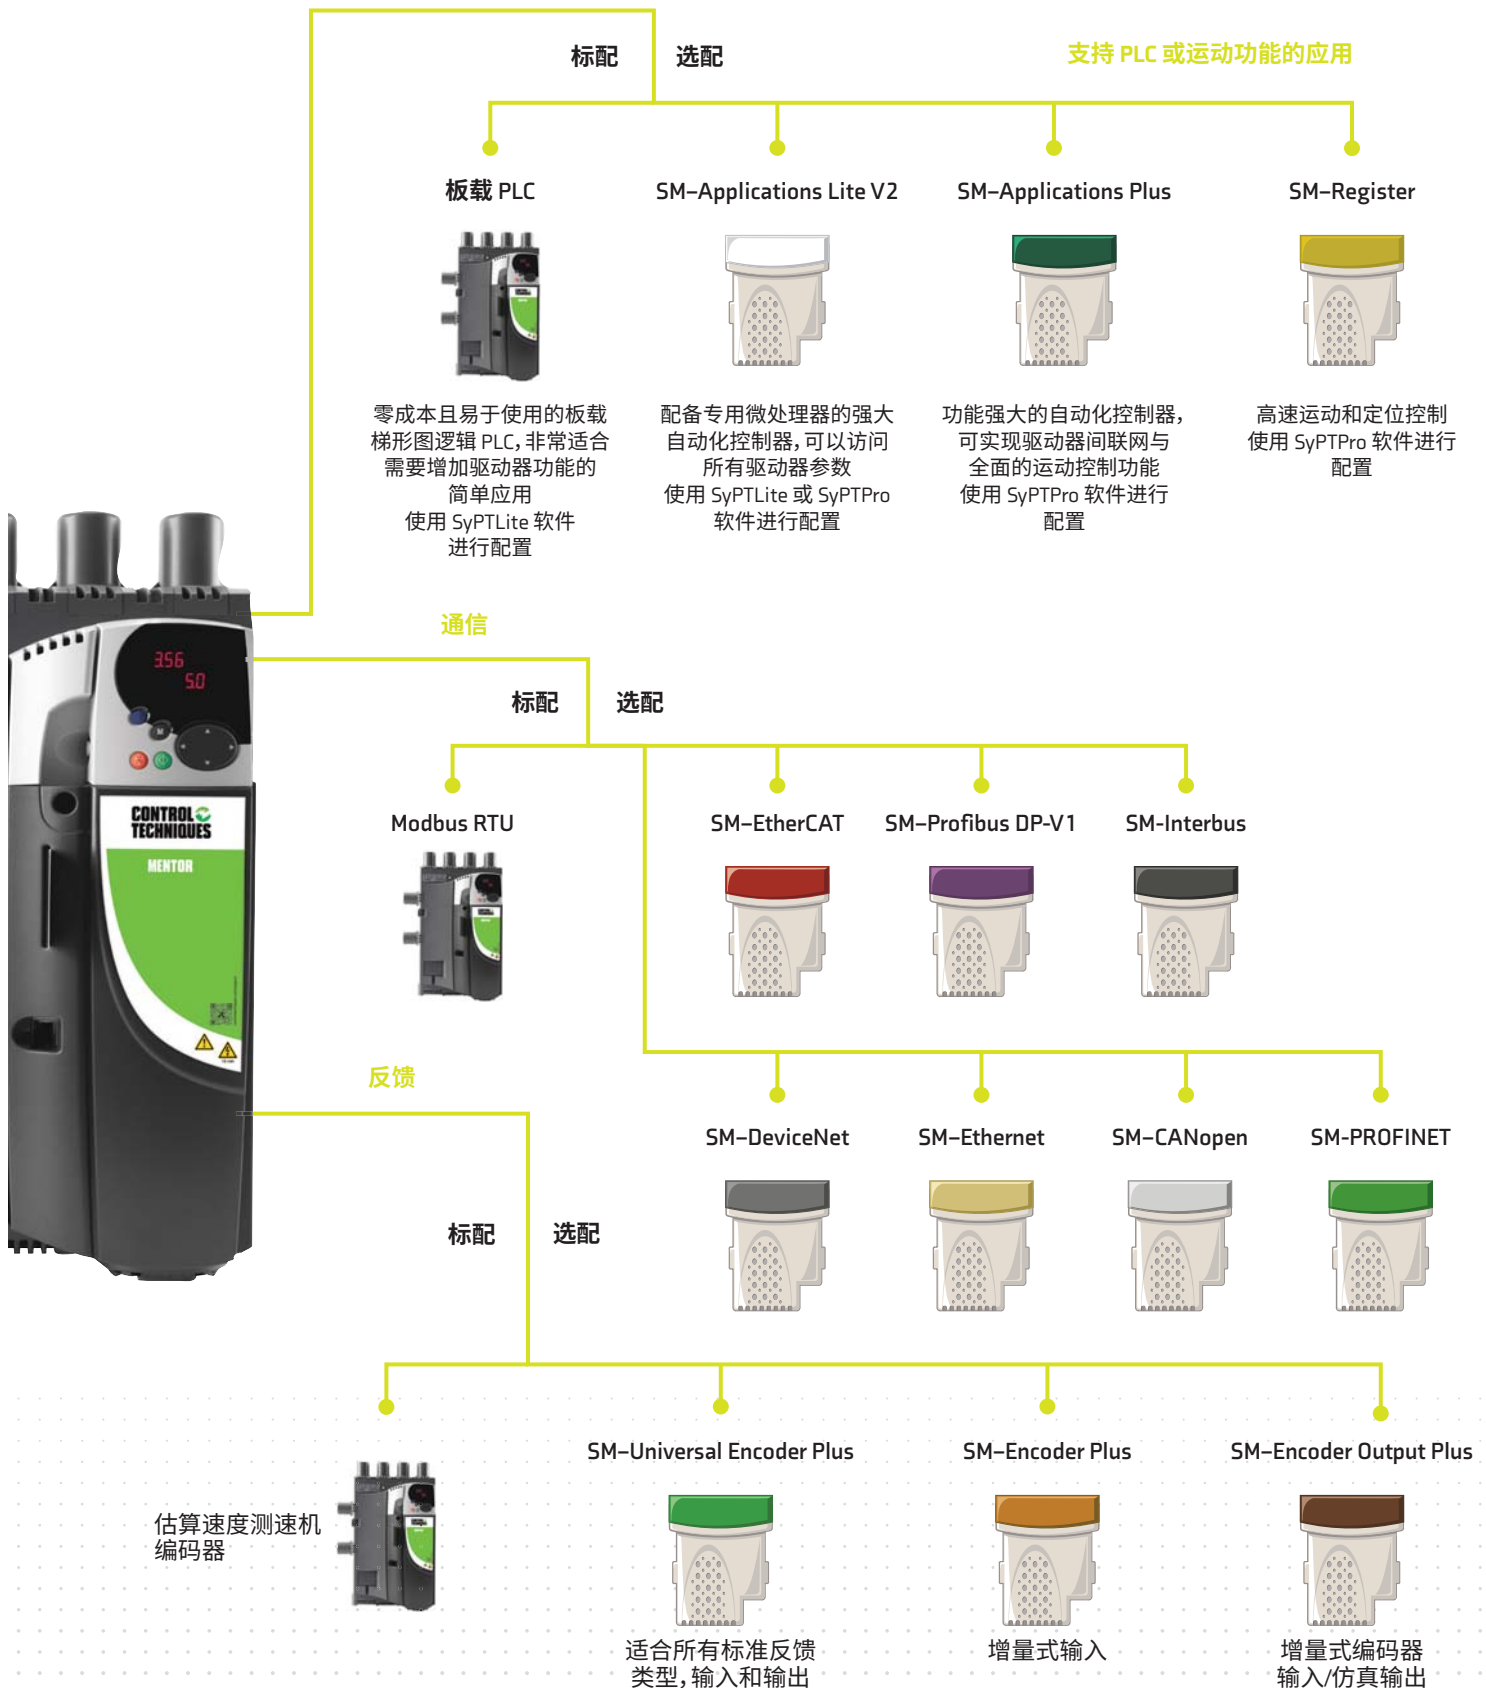 标配
选配
支持 PLC 或运动功能的应用
板载 PLC
SM–Applications Lite V2
SM–Applications Plus
SM–Register
零成本且易于使用的板载
梯形图逻辑 PLC，非常适合
需要增加驱动器功能的
简单应用
使用 SyPTLite 软件
进行配置
配备专用微处理器的强大
自动化控制器，可以访问
所有驱动器参数
使用 SyPTLite 或 SyPTPro
软件进行配置
功能强大的自动化控制器，
可实现驱动器间联网与
全面的运动控制功能
使用 SyPTPro 软件进行
配置
高速运动和定位控制
使用 SyPTPro 软件进行
配置
通信
356
5.0
M
CONTROL
TECHNIQUES
MENTOR
标配
选配
Modbus RTU
SM–EtherCAT
SM–Profibus DP-V1
SM-Interbus
SM–DeviceNet
SM–Ethernet
SM–CANopen
SM-PROFINET
反馈
标配
选配
估算速度测速机
编码器
SM–Universal Encoder Plus
SM–Encoder Plus
SM–Encoder Output Plus
适合所有标准反馈
类型，输入和输出
增量式输入
增量式编码器
输入/仿真输出